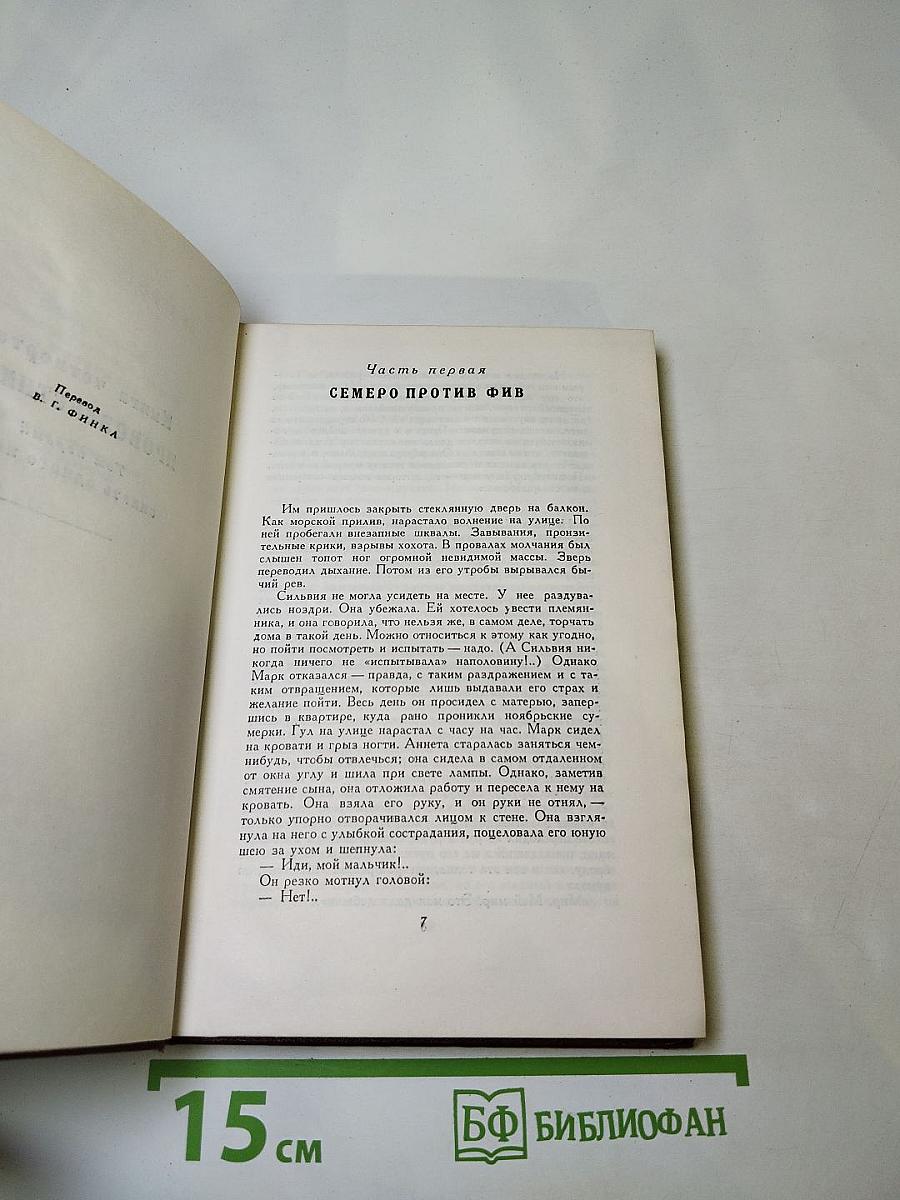 Перевод
В. Г. ФИНКА
Часть первая
СЕМЕРО ПРОТИВ ФИВ
Им пришлось закрыть стеклянную дверь на балкон.
Как морской прилив, нарастало волнение на улице. По
ней пробегали внезапные шквалы. Завывания, пронзи-
тельные крики, взрывы хохота. В провалах молчания был
слышен топот ног огромной невидимой массы. Зверь
переводил дыхание. Потом из его утробы вырывался бы-
чий рев.
Сильвия не могла усидеть на месте. У нее раздува-
лись ноздри. Она убежала. Ей хотелось увести племян-
ника, и она говорила, что нельзя же, в самом деле, торчать
дома в такой день. Можно относиться к этому как угодно,
но пойти посмотреть и испытать — надо. (А Сильвия ни-
когда ничего не «испытывала» наполовину!..) Однако
Марк отказался — правда, с таким раздражением и с та-
ким отвращением, которые лишь выдавали его страх и
желание пойти. Весь день он просидел с матерью, запер-
шись в квартире, куда рано проникли ноябрьские су-
мерки. Гул на улице нарастал с часу на час. Марк сидел
на кровати и грыз ногти. Аннета старалась заняться чем-
нибудь, чтобы отвлечься; она сидела в самом отдаленном
от окна углу и шила при свете лампы. Однако, заметив
смятение сына, она отложила работу и пересела к нему на
кровать. Она взяла его руку, и он руки не отнял, —
только упорно отворачивался лицом к стене. Она взгля-
нула на него с улыбкой сострадания, поцеловала его юную
шею за ухом и шепнула:
— Иди, мой мальчик!..
Он резко мотнул головой:
— Нет!..
7
15 см
БФ БИБЛИОФАН